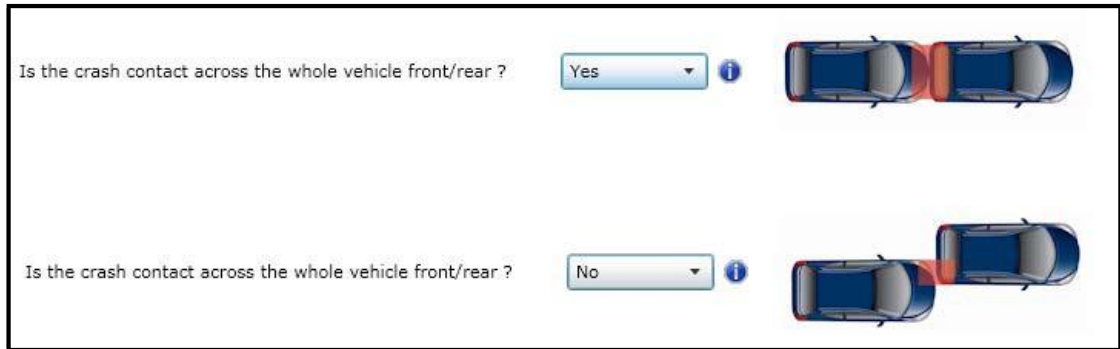 Is the crash contact across the whole vehicle front/rear ?
Yes
i
Is the crash contact across the whole vehicle front/rear ?
No
i